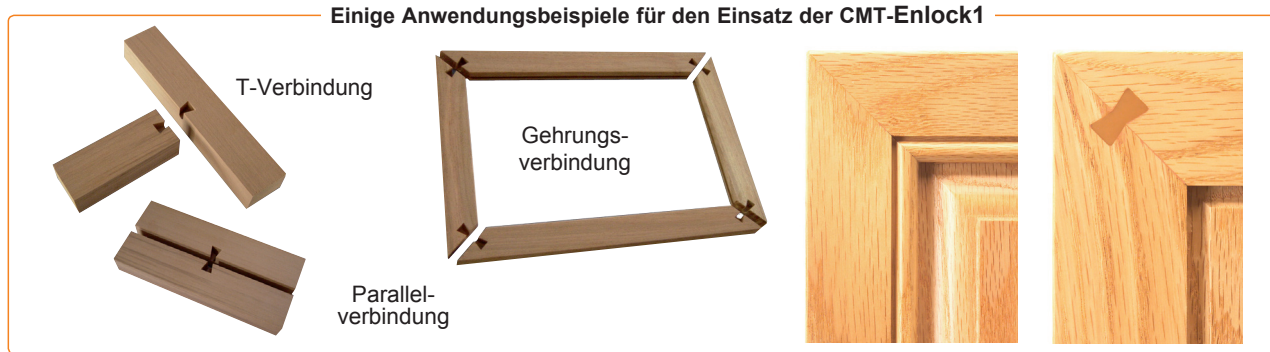 Einige Anwendungsbeispiele für den Einsatz der CMT-Enlock1
T-Verbindung
Gehrungs-
verbindung
Parallel-
verbindung